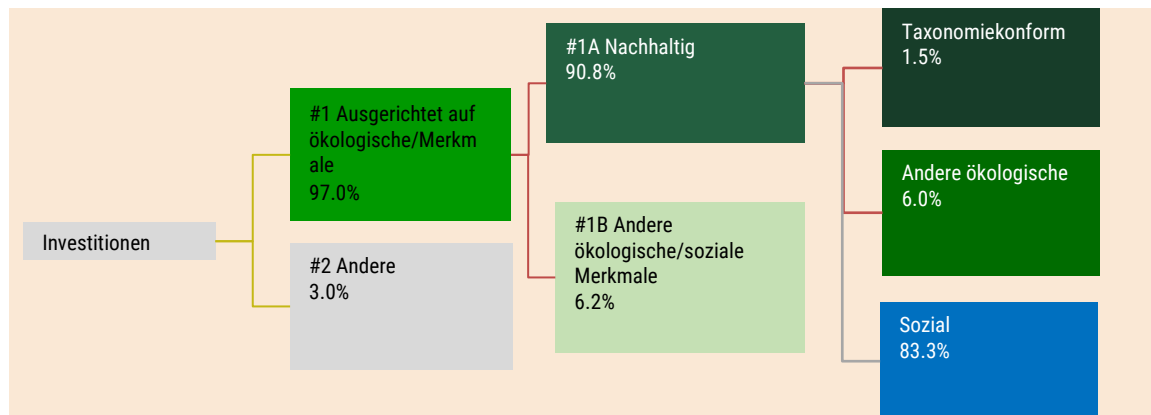 Investitionen
#1 Ausgerichtet auf
ökologische/Merkm
ale
97.0%
#2 Andere
3.0%
#1A Nachhaltig
90.8%
#1B Andere
ökologische/soziale
Merkmale
6.2%
Taxonomiekonform
1.5%
Andere ökologische
6.0%
Sozial
83.3%